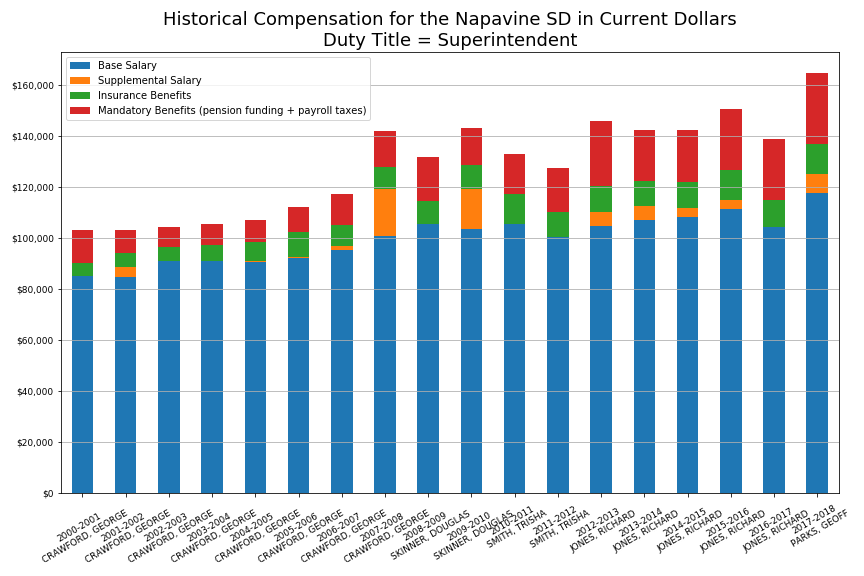 Historical Compensation for the Napavine SD in Current Dollars
Duty Title = Superintendent
Base Salary
Supplemental Salary
Insurance Benefits
Mandatory Benefits (pension funding + payroll taxes)
$160,000
$140,000
$120,000
$100,000
$80,000
$60,000
$40,000
$20,000
$0
2000-2001
CRAWFORD, GEORGE
2001-2002
CRAWFORD, GEORGE
2002-2003
CRAWFORD, GEORGE
2003-2004
CRAWFORD, GEORGE
2004-2005
CRAWFORD, GEORGE
2005-2006
CRAWFORD, GEORGE
2006-2007
CRAWFORD, GEORGE
2007-2008
CRAWFORD, GEORGE
2008-2009
SKINNER, DOUGLAS
2009-2010
SKINNER, DOUGLAS
2010-2011
SMITH, TRISHA
2011-2012
SMITH, TRISHA
2012-2013
JONES, RICHARD
2013-2014
JONES, RICHARD
2014-2015
JONES, RICHARD
2015-2016
JONES, RICHARD
2016-2017
JONES, RICHARD
2017-2018
PARKS, GEOFF